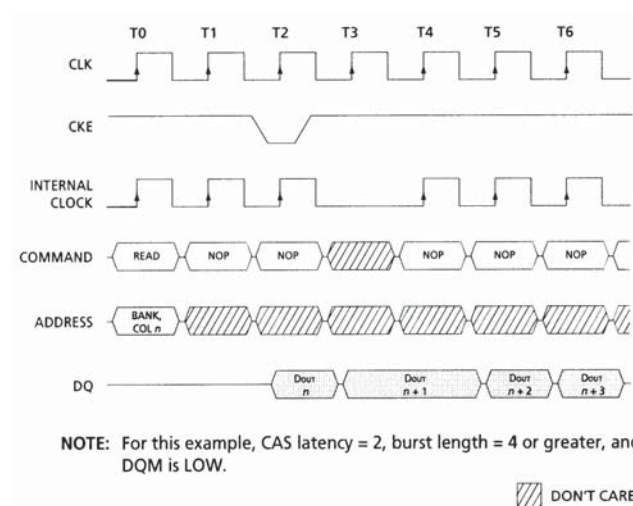 T0 T1 T2 T3 T4 T5 T6
CLK
CKE
INTERNAL
CLOCK
COMMAND READ NOP NOP NOP NOP NOP
ADDRESS BANK,
COL n
DQ DOUT
n DOUT
n + 1 DOUT
n + 2 DOUT
n + 3
NOTE: For this example, CAS latency = 2, burst length = 4 or greater, and
DQM is LOW.
DON'T CARE